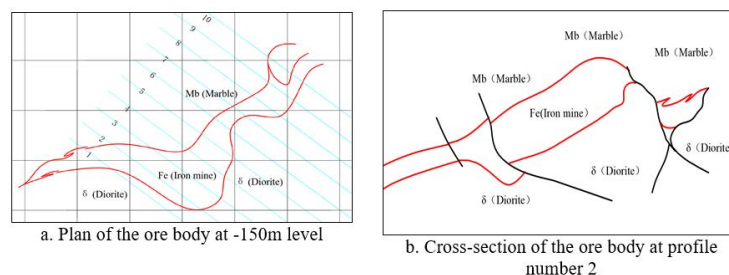 10
9
8
7
6
5
4
3
2
1
Mb (Marble)
Fe (Iron mine)
δ (Diorite)
δ (Diorite)
a. Plan of the ore body at -150m level
Mb（Marble）
Mb（Marble）
Mb（Marble）
Fe(Iron mine)
δ（Diorite
δ（Diorite）
δ（Diorite）
b. Cross-section of the ore body at profile
number 2